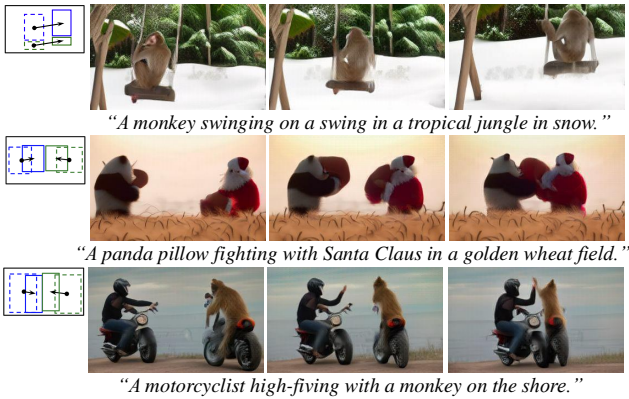 “A monkey swinging on a swing in a tropical jungle in snow.”
“A panda pillow fighting with Santa Claus in a golden wheat field.”
“A motorcyclist high-fiving with a monkey on the shore.”